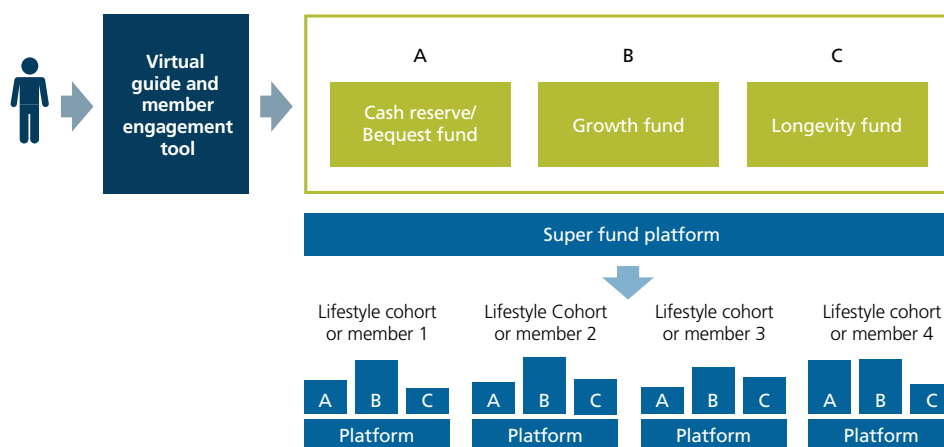 Virtual
guide and
member
engagement
tool
A
B
C
Cash reserve/
Bequest fund
Growth fund
Longevity fund
Super fund platform
Lifestyle cohort
or member 1
Lifestyle Cohort
or member 2
Lifestyle cohort
or member 3
Lifestyle cohort
or member 4
A B C
A B C
A B C
A B C
Platform
Platform
Platform
Platform